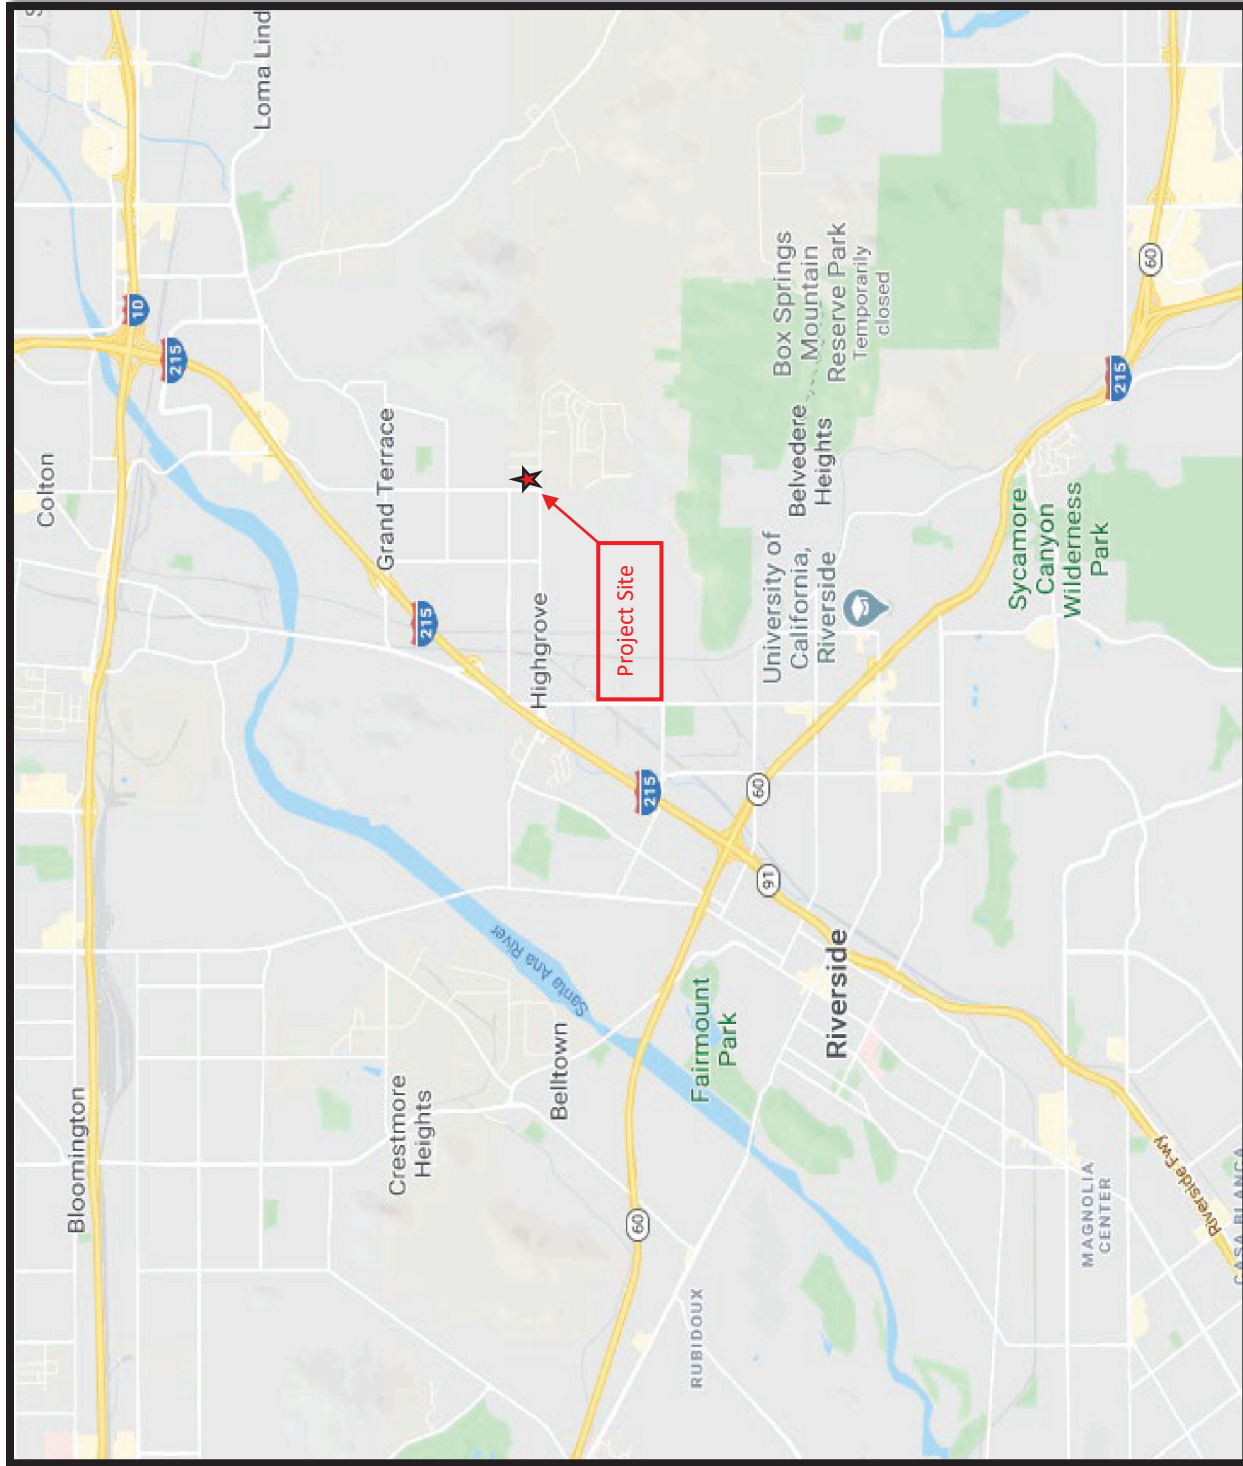 Bloomington
Colton
10
215
Loma Lind
Crestmore
Heights
Grand Terrace
215
Belltown
Santa Ana River
Highgrove
Project Site
60
215
RUBIDOUX
Fairmount
Park
60
91
University of
California,
Riverside
Belvedere
Heights
Box Springs
Mountain
Reserve Park
Temporarily
closed
Riverside
Sycamore
Canyon
Wilderness
Park
215
60
MAGNOLIA
CENTER
Riverside Fwy
CASA BLANCA